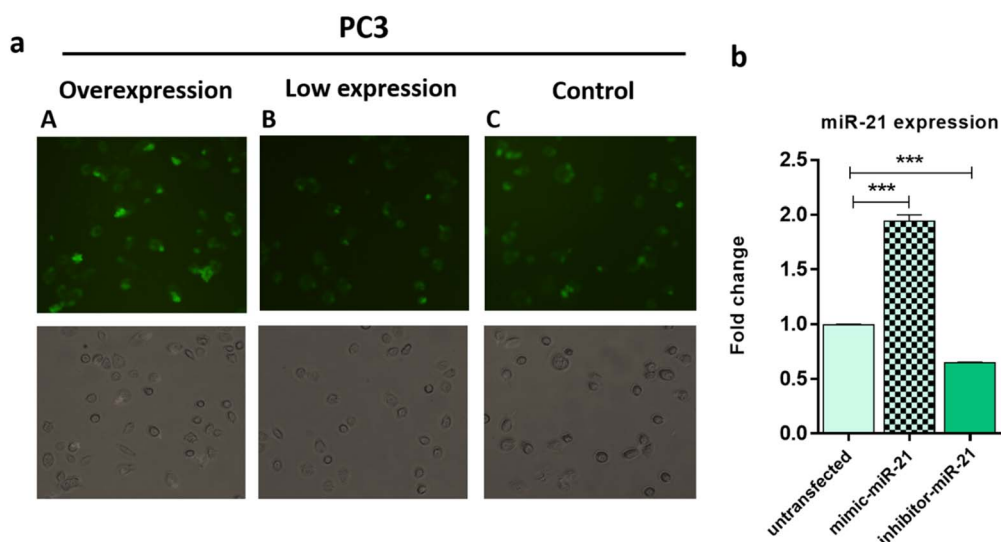 a
PC3
Overexpression
Low expression
Control
A
B
C
b
miR-21 expression
***
***
2.5
2.0
1.5
1.0
0.5
0.0
Fold change
untransfected
mimic-miR-21
inhibitor-miR-21